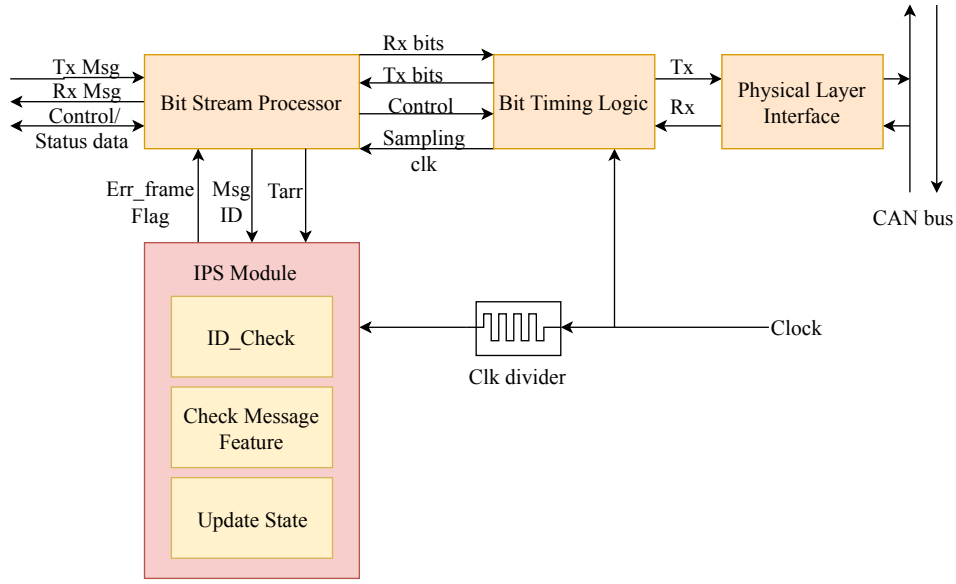 Tx Msg
Rx Msg
Control/
Status data
Bit Stream Processor
Rx bits
Tx bits
Control
Sampling
clk
Bit Timing Logic
Tx
Rx
Physical Layer
Interface
CAN bus
Err_frame
Flag
Msg
ID
Tarr
IPS Module
ID_Check
Check Message
Feature
Update State
Clk divider
Clock